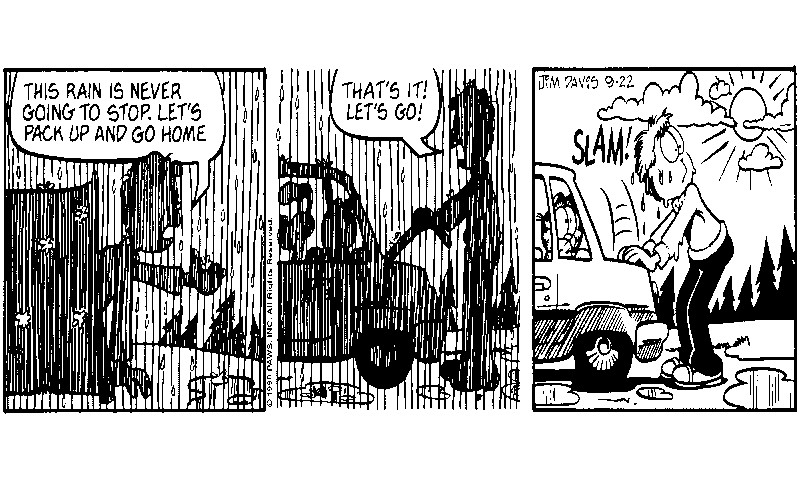 THIS RAIN IS NEVER
GOING TO STOP. LET'S
PACK UP AND GO HOME
© 1990 PAWS, INC. All Rights Reserved.
THAT'S IT!
LET'S GO!
JIM DAVIS 9-22
SLAM!